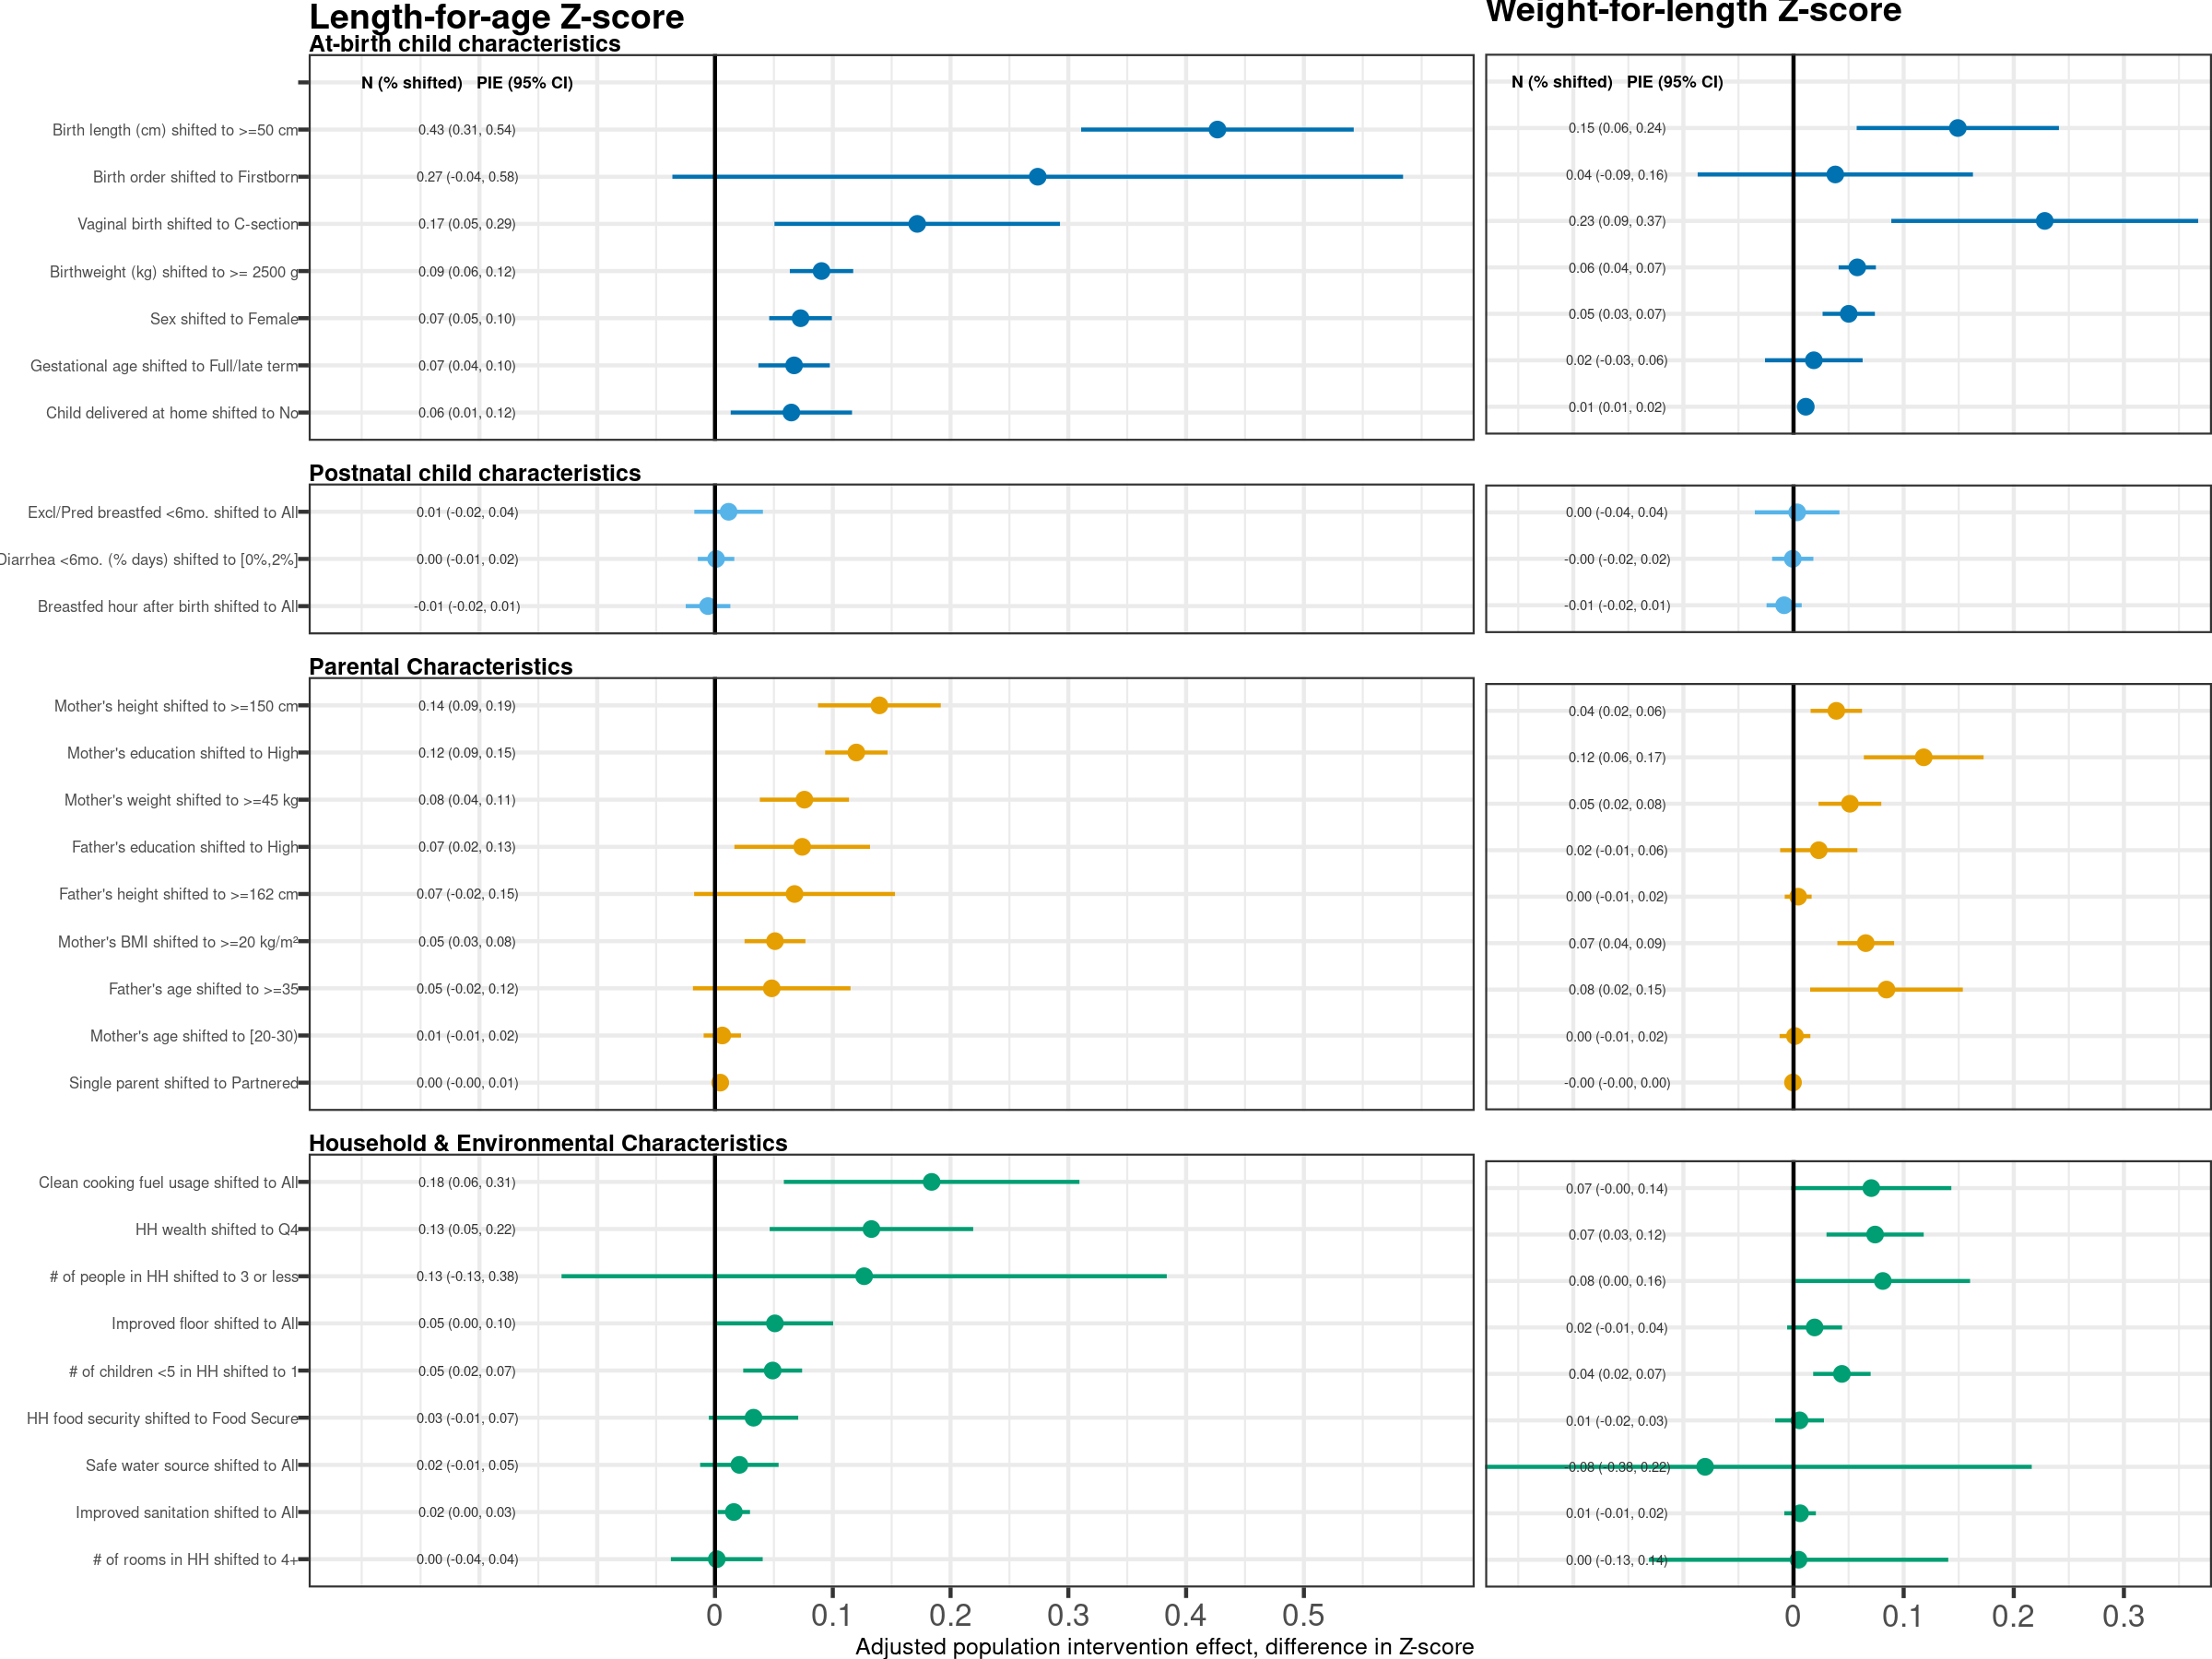 Length-for-age Z-score
Weight-for-length Z-score
At-birth child characteristics
N (% shifted) PIE (95% CI)
N (% shifted) PIE (95% CI)
Birth length (cm) shifted to >=50 cm 0.43 (0.31, 0.54) 0.15 (0.06, 0.24)
Birth order shifted to Firstborn 0.27 (-0.04, 0.58) 0.04 (-0.09, 0.16)
Vaginal birth shifted to C-section 0.17 (0.05, 0.29) 0.23 (0.09, 0.37)
Birthweight (kg) shifted to >= 2500 g 0.09 (0.06, 0.12) 0.06 (0.04, 0.07)
Sex shifted to Female 0.07 (0.05, 0.10) 0.05 (0.03, 0.07)
Gestational age shifted to Full/late term 0.07 (0.04, 0.10) 0.02 (-0.03, 0.06)
Child delivered at home shifted to No 0.06 (0.01, 0.12) 0.01 (0.01, 0.02)
Postnatal child characteristics
Excl/Pred breastfed <6mo. shifted to All 0.01 (-0.02, 0.04) 0.00 (-0.04, 0.04)
Diarrhea <6mo. (% days) shifted to [0%,2%] 0.00 (-0.01, 0.02) -0.00 (-0.02, 0.02)
Breastfed hour after birth shifted to All -0.01 (-0.02, 0.01) -0.01 (-0.02, 0.01)
Parental Characteristics
Mother's height shifted to >=150 cm 0.14 (0.09, 0.19) 0.04 (0.02, 0.06)
Mother's education shifted to High 0.12 (0.09, 0.15) 0.12 (0.06, 0.17)
Mother's weight shifted to >=45 kg 0.08 (0.04, 0.11) 0.05 (0.02, 0.08)
Father's education shifted to High 0.07 (0.02, 0.13) 0.02 (-0.01, 0.06)
Father's height shifted to >=162 cm 0.07 (-0.02, 0.15) 0.00 (-0.01, 0.02)
Mother's BMI shifted to >=20 kg/m² 0.05 (0.03, 0.08) 0.07 (0.04, 0.09)
Father's age shifted to >=35 0.05 (-0.02, 0.12) 0.08 (0.02, 0.15)
Mother's age shifted to [20-30) 0.01 (-0.01, 0.02) 0.00 (-0.01, 0.02)
Single parent shifted to Partnered 0.00 (-0.00, 0.01) -0.00 (-0.00, 0.00)
Household & Environmental Characteristics
Clean cooking fuel usage shifted to All 0.18 (0.06, 0.31) 0.07 (-0.00, 0.14)
HH wealth shifted to Q4 0.13 (0.05, 0.22) 0.07 (0.03, 0.12)
# of people in HH shifted to 3 or less 0.13 (-0.13, 0.38) 0.08 (0.00, 0.16)
Improved floor shifted to All 0.05 (0.00, 0.10) 0.02 (-0.01, 0.04)
# of children <5 in HH shifted to 1 0.05 (0.02, 0.07) 0.04 (0.02, 0.07)
HH food security shifted to Food Secure 0.03 (-0.01, 0.07) 0.01 (-0.02, 0.03)
Safe water source shifted to All 0.02 (-0.01, 0.05) -0.08 (-0.38, 0.22)
Improved sanitation shifted to All 0.02 (0.00, 0.03) 0.01 (-0.01, 0.02)
# of rooms in HH shifted to 4+ 0.00 (-0.04, 0.04) 0.00 (-0.13, 0.14)
0 0.1 0.2 0.3 0.4 0.5
0 0.1 0.2 0.3
Adjusted population intervention effect, difference in Z-score